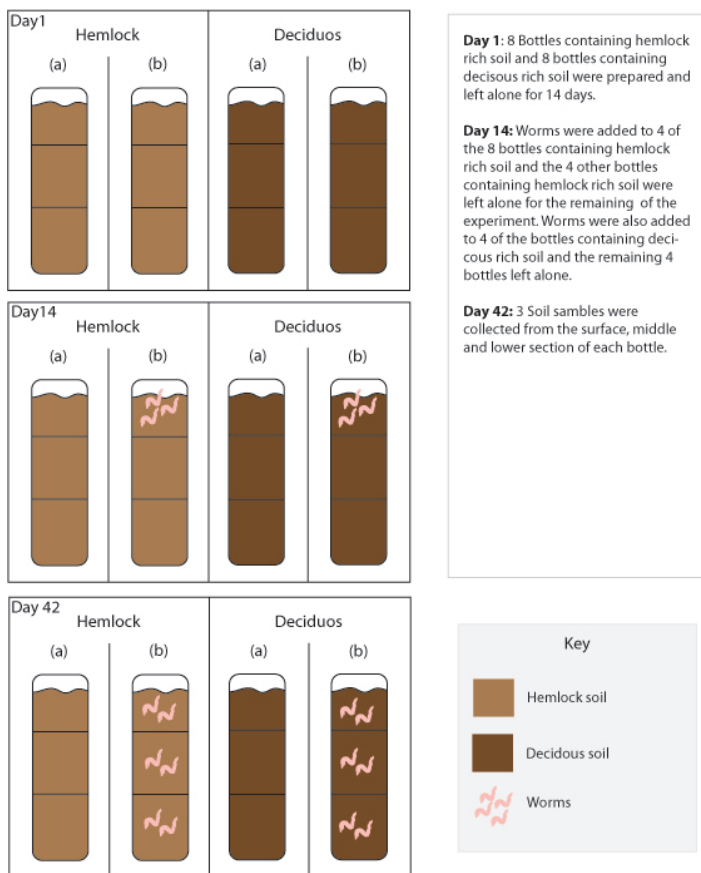 Day1
Hemlock
Deciduos
(a)
(b)
(a)
(b)
Day14
Hemlock
Deciduos
(a)
(b)
(a)
(b)
Day 42
Hemlock
Deciduos
(a)
(b)
(a)
(b)
Day 1: 8 Bottles containing hemlock
rich soil and 8 bottles containing
decisous rich soil were prepared and
left alone for 14 days.
Day 14: Worms were added to 4 of
the 8 bottles containing hemlock
rich soil and the 4 other bottles
containing hemlock rich soil were
left alone for the remaining of the
experiment. Worms were also added
to 4 of the bottles containing deci-
cous rich soil and the remaining 4
bottles left alone.
Day 42: 3 Soil sambles were
collected from the surface, middle
and lower section of each bottle.
Key
Hemlock soil
Decidous soil
Worms